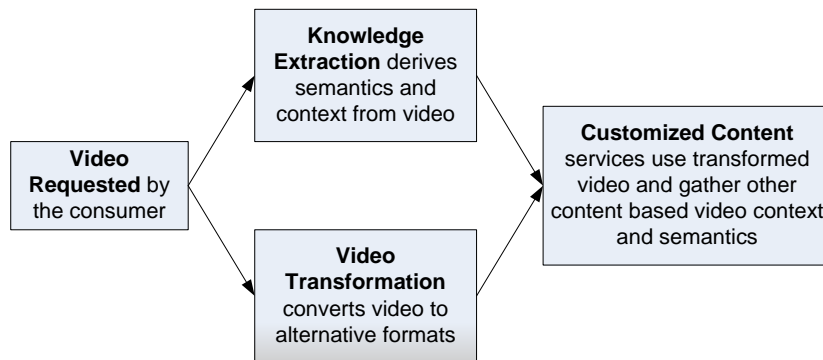 Video
Requested by
the consumer
Knowledge
Extraction derives
semantics and
context from video
Video
Transformation
converts video to
alternative formats
Customized Content
services use transformed
video and gather other
content based video context
and semantics